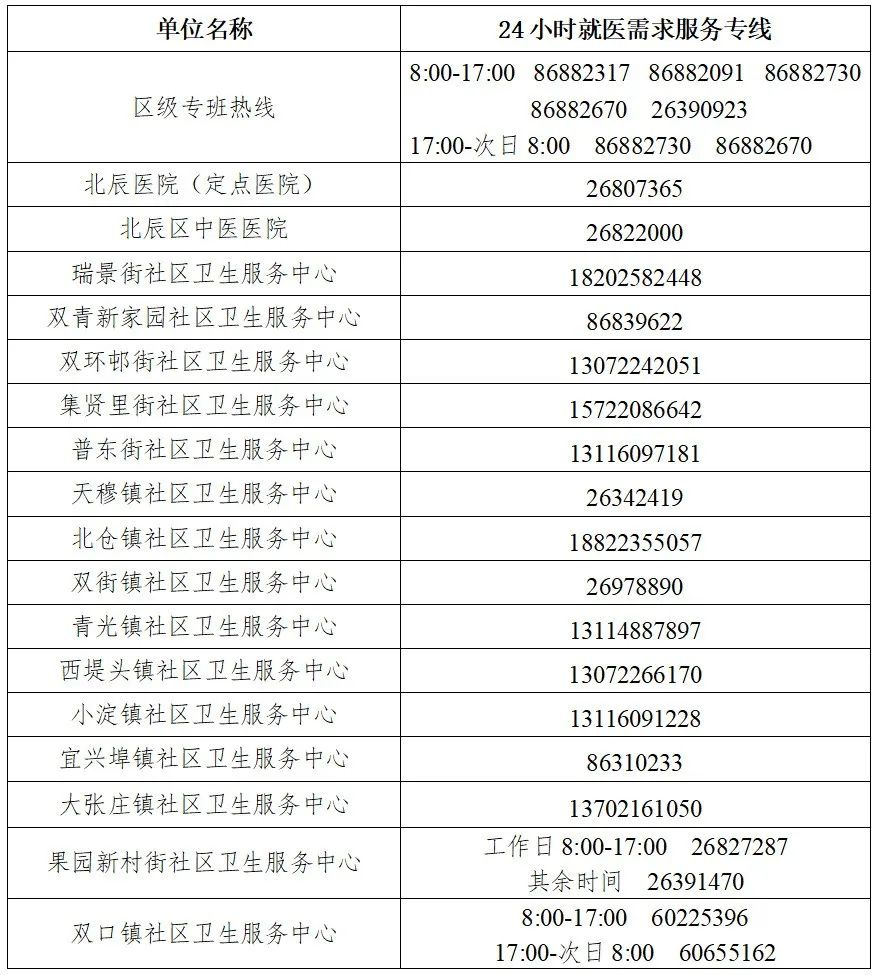 单位名称 24小时就医需求服务专线
区级专班热线
8:00-17:00 86882317 86882091 86882730
86882670 26390923
17:00-次日8:00 86882730 86882670
北辰医院（定点医院） 26807365
北辰区中医医院 26822000
瑞景街社区卫生服务中心 18202582448
双青新家园社区卫生服务中心 86839622
双环邨街社区卫生服务中心 13072242051
集贤里街社区卫生服务中心 15722086642
普东街社区卫生服务中心 13116097181
天穆镇社区卫生服务中心 26342419
北仓镇社区卫生服务中心 18822355057
双街镇社区卫生服务中心 26978890
青光镇社区卫生服务中心 13114887897
西堤头镇社区卫生服务中心 13072266170
小淀镇社区卫生服务中心 13116091228
宜兴埠镇社区卫生服务中心 86310233
大张庄镇社区卫生服务中心 13702161050
果园新村街社区卫生服务中心
工作日8:00-17:00 26827287
其余时间 26391470
双口镇社区卫生服务中心
8:00-17:00 60225396
17:00-次日8:00 60655162